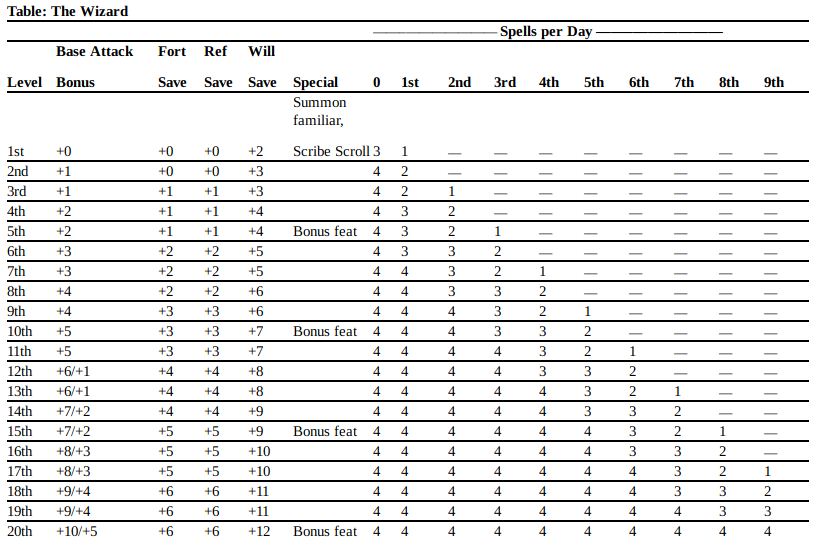 Table: The Wizard
——————————— Spells per Day ———————————
Base Attack Fort Ref Will
Level Bonus Save Save Save Special 0 1st 2nd 3rd 4th 5th 6th 7th 8th 9th
Summon
familiar,
1st +0 +0 +0 +2 Scribe Scroll 3 1 — — — — — — — —
2nd +1 +0 +0 +3 4 2 — — — — — — — —
3rd +1 +1 +1 +3 4 2 1 — — — — — — —
4th +2 +1 +1 +4 4 3 2 — — — — — — —
5th +2 +1 +1 +4 Bonus feat 4 3 2 1 — — — — — —
6th +3 +2 +2 +5 4 3 3 2 — — — — — —
7th +3 +2 +2 +5 4 4 3 2 1 — — — — —
8th +4 +2 +2 +6 4 4 3 3 2 — — — — —
9th +4 +3 +3 +6 4 4 4 3 2 1 — — — —
10th +5 +3 +3 +7 Bonus feat 4 4 4 3 3 2 — — — —
11th +5 +3 +3 +7 4 4 4 4 3 2 1 — — —
12th +6/+1 +4 +4 +8 4 4 4 4 3 3 2 — — —
13th +6/+1 +4 +4 +8 4 4 4 4 4 3 2 1 — —
14th +7/+2 +4 +4 +9 4 4 4 4 4 3 3 2 — —
15th +7/+2 +5 +5 +9 Bonus feat 4 4 4 4 4 4 3 2 1 —
16th +8/+3 +5 +5 +10 4 4 4 4 4 4 3 3 2 —
17th +8/+3 +5 +5 +10 4 4 4 4 4 4 4 3 2 1
18th +9/+4 +6 +6 +11 4 4 4 4 4 4 4 3 3 2
19th +9/+4 +6 +6 +11 4 4 4 4 4 4 4 4 3 3
20th +10/+5 +6 +6 +12 Bonus feat 4 4 4 4 4 4 4 4 4 4